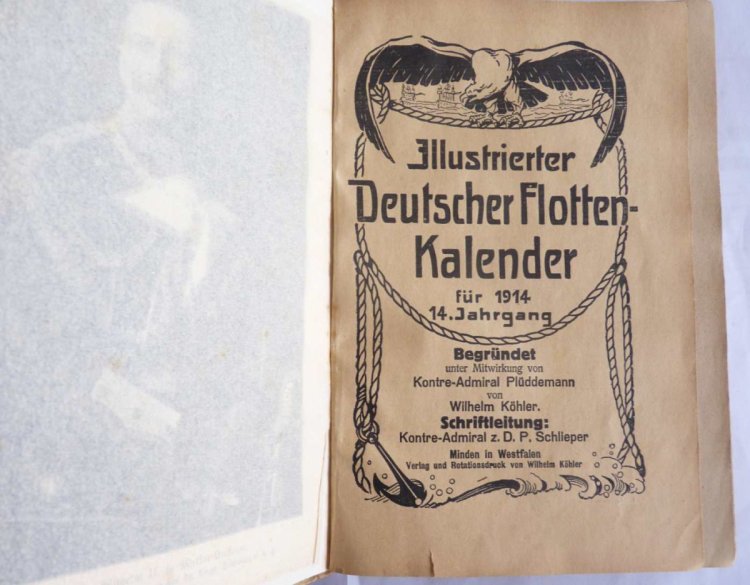 Illustrierter
Deutscher Flotten-
Kalender
für 1914
14. Jahrgang
Begründet
unter Mitwirkung von
Kontre-Admiral Plüddemann
von
Wilhelm Köhler.
Schriftleitung:
Kontre-Admiral z. D. P. Schlieper
Minden in Westfalen
Verlag und Rotationsdruck von Wilhelm Köhler